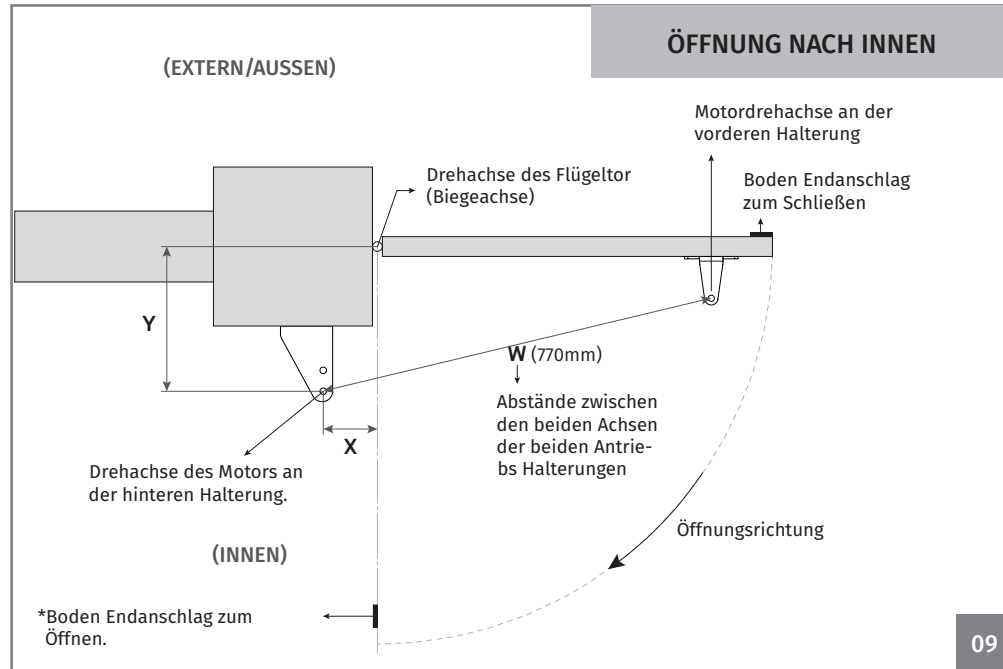 ÖFFNUNG NACH INNEN
(EXTERN/AUSSEN)
Motordrehachse an der
vorderen Halterung
Drehachse des Flügeltor
(Biegeachse)
Boden Endanschlag
zum Schließen
Y
W (770mm)
Abstände zwischen
den beiden Achsen
der beiden Antrie-
bs Halterungen
X
Drehachse des Motors an
der hinteren Halterung.
Öffnungsrichtung
(INNEN)
*Boden Endanschlag zum
Öffnen.
09